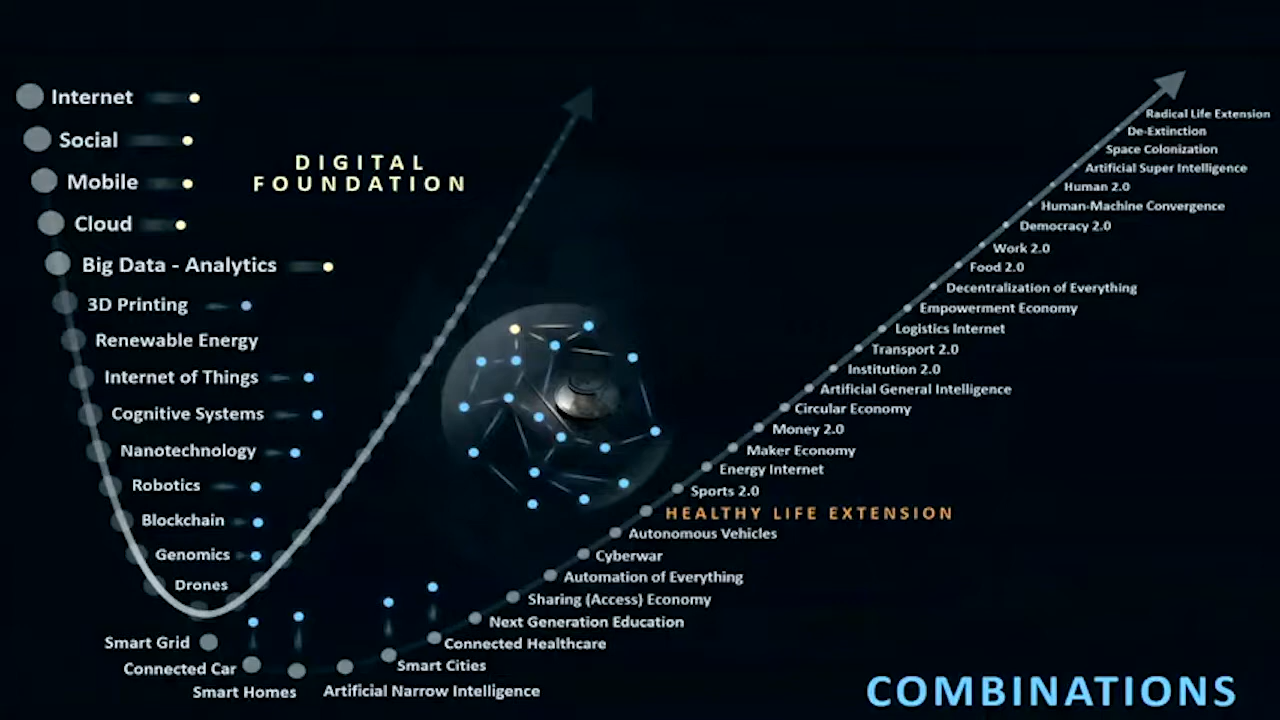 Internet
Social
DIGITAL
FOUNDATION
Mobile
Cloud
Big Data - Analytics
3D Printing
Renewable Energy
Internet of Things
Cognitive Systems
Nanotechnology
Robotics
Blockchain
Genomics
Drones
Smart Grid
Connected Car
Smart Homes
Artificial Narrow Intelligence
Smart Cities
Connected Healthcare
Next Generation Education
Sharing (Access) Economy
Automation of Everything
Cyberwar
Autonomous Vehicles
HEALTHY LIFE EXTENSION
Sports 2.0
Energy Internet
Maker Economy
Money 2.0
Circular Economy
Artificial General Intelligence
Institution 2.0
Transport 2.0
Logistics Internet
Empowerment Economy
Decentralization of Everything
Food 2.0
Work 2.0
Democracy 2.0
Human-Machine Convergence
Human 2.0
Artificial Super Intelligence
Space Colonization
De-Extinction
Radical Life Extension
COMBINATIONS